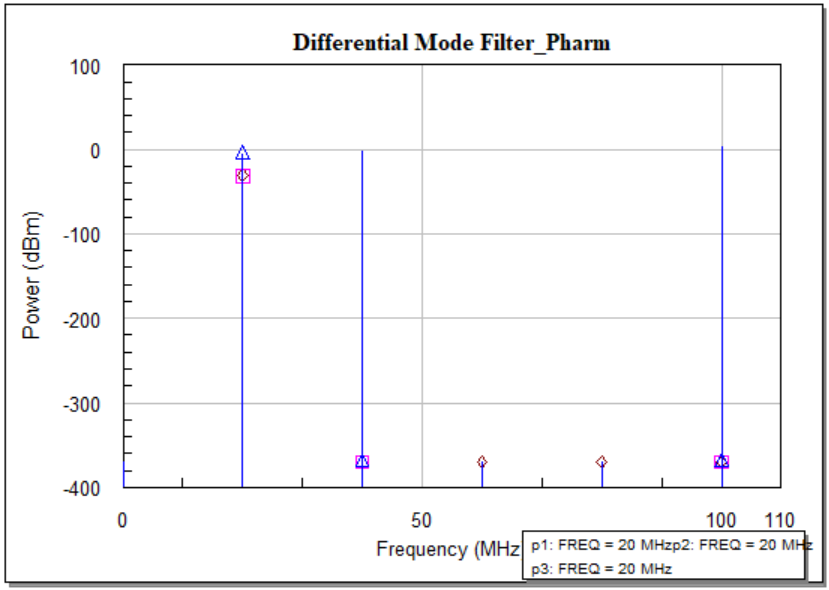 Differential Mode Filter_Pharm
100
0
-100
-200
-300
-400
Power (dBm)
0 50 100 110
Frequency (MHz
p1: FREQ = 20 MHzp2: FREQ = 20 MHz
p3: FREQ = 20 MHz